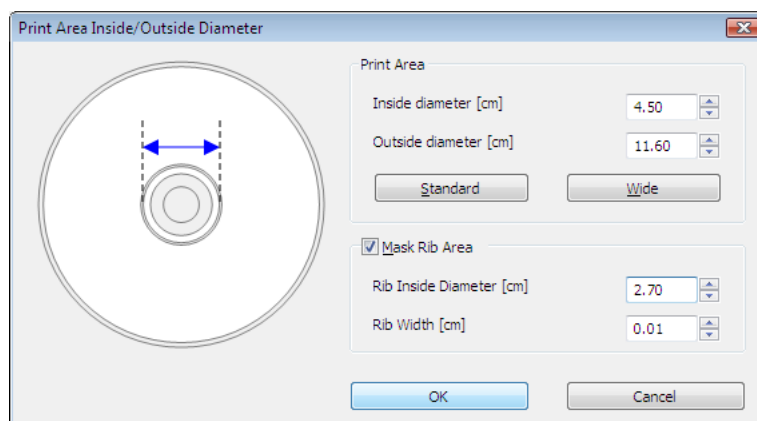 Print Area Inside/Outside Diameter
Print Area
Inside diameter [cm] 4.50
Outside diameter [cm] 11.60
Standard Wide
Mask Rib Area
Rib Inside Diameter [cm] 2.70
Rib Width [cm] 0.01
OK Cancel